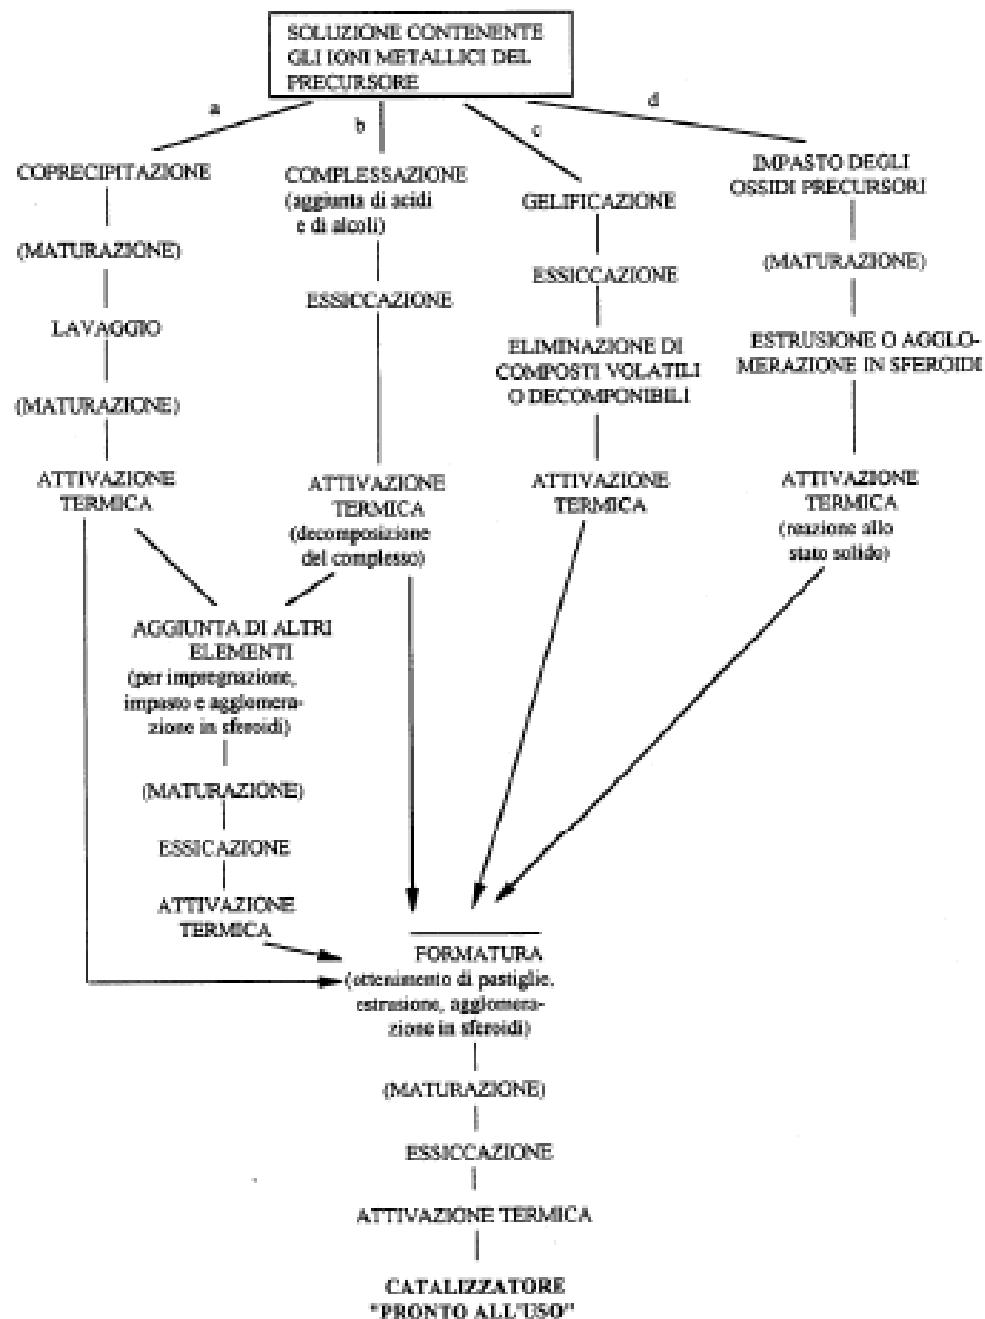 SOLUZIONE CONTENENTE
GLI IONI METALLICI DEL
PRECURSORE
a
b
c
d
COPRECIPITAZIONE
(MATURAZIONE)
LAVAGGIO
(MATURAZIONE)
ATTIVAZIONE
TERMICA
COMPLESSAZIONE
(aggiunta di acidi
e di alcoli)
ESSICCAZIONE
ATTIVAZIONE
TERMICA
(decomposizione
del complesso)
GELIFICAZIONE
ESSICCAZIONE
ELIMINAZIONE DI
COMPOSTI VOLATILI
O DECOMPONIBILI
ATTIVAZIONE
TERMICA
IMPASTO DEGLI
OSSIDI PRECURSORI
(MATURAZIONE)
ESTRUSIONE O AGGLO-
MERAZIONE IN SFEROIDI
ATTIVAZIONE
TERMICA
(reazione allo
stato solido)
AGGIUNTA DI ALTRI
ELEMENTI
(per impregnazione,
impasto e agglomera-
zione in sferoidi)
(MATURAZIONE)
ESSICAZIONE
ATTIVAZIONE
TERMICA
FORMATURA
(ottenimento di pastiglie,
estrusione, agglomera-
zione in sferoidi)
(MATURAZIONE)
ESSICCAZIONE
ATTIVAZIONE TERMICA
CATALIZZATORE
"PRONTO ALL'USO"